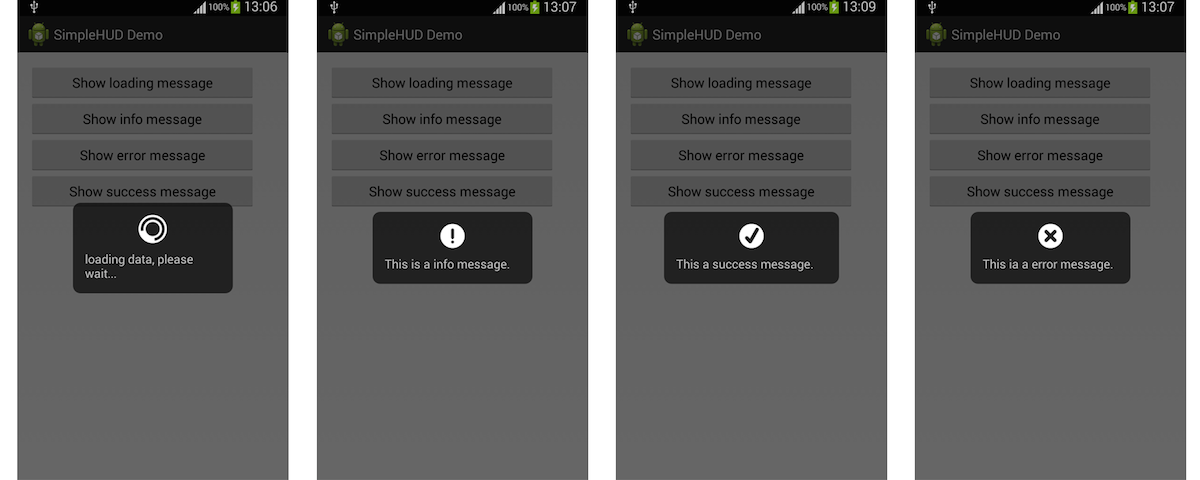 100% 13:06
SimpleHUD Demo
Show loading message
Show info message
Show error message
Show success message
loading data, please
wait...
100% 13:07
SimpleHUD Demo
Show loading message
Show info message
Show error message
Show success message
This is a info message.
100% 13:09
SimpleHUD Demo
Show loading message
Show info message
Show error message
Show success message
This a success message.
100% 13:07
SimpleHUD Demo
Show loading message
Show info message
Show error message
Show success message
This ia a error message.